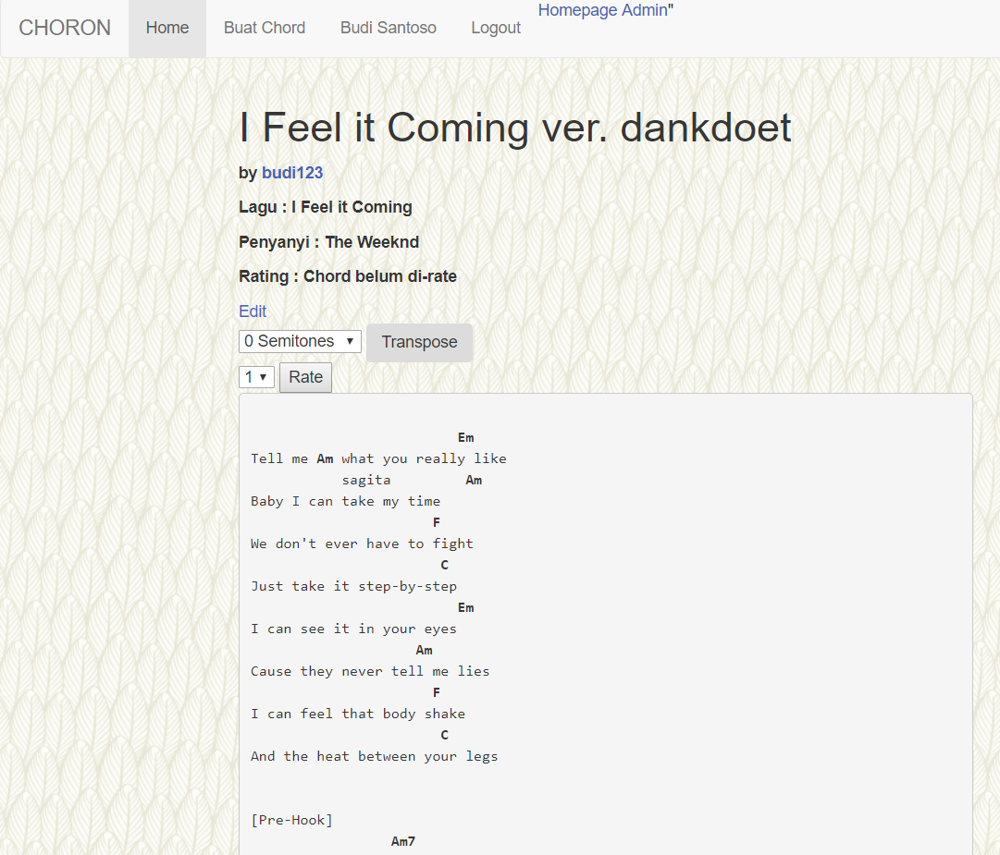 CHORON Home Buat Chord Budi Santoso Logout Homepage Admin"
I Feel it Coming ver. dankdoet
by budi123
Lagu : I Feel it Coming
Penyanyi : The Weeknd
Rating : Chord belum di-rate
Edit
0 Semitones ▼ Transpose
1 ▼ Rate
Em
Tell me Am what you really like
sagita Am
Baby I can take my time
F
We don't ever have to fight
C
Just take it step-by-step
Em
I can see it in your eyes
Am
Cause they never tell me lies
F
I can feel that body shake
C
And the heat between your legs
[Pre-Hook]
Am7